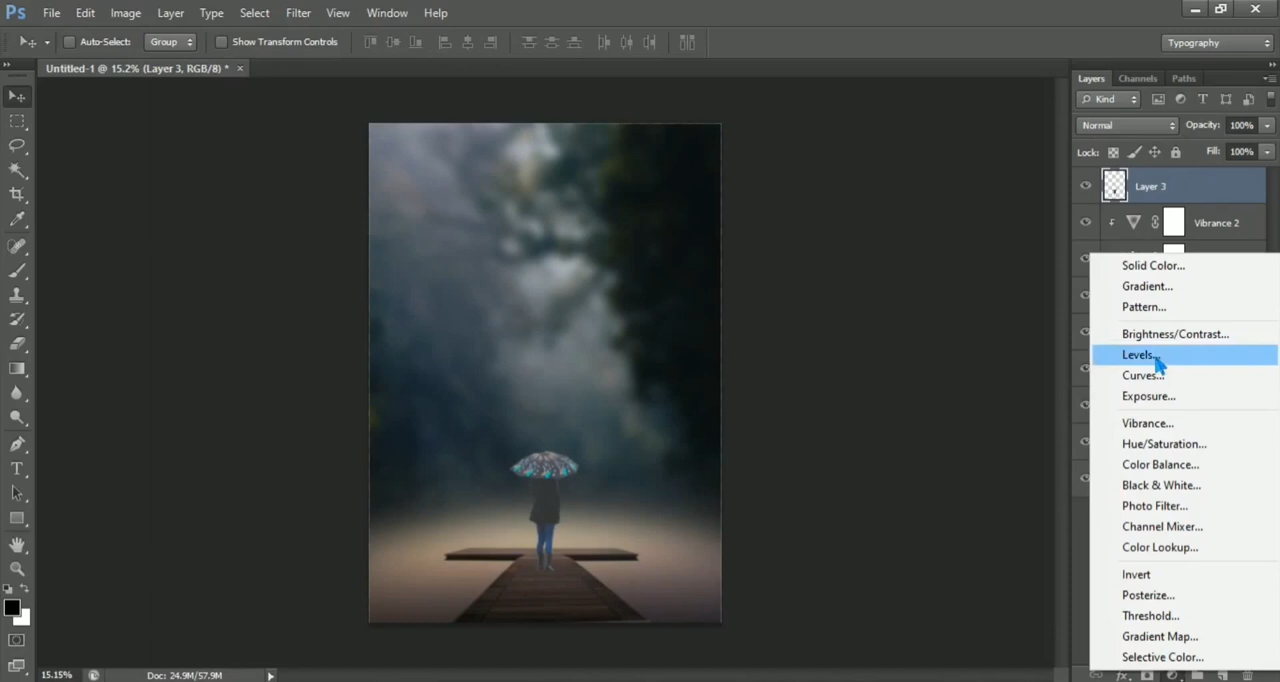 Ps File Edit Image Layer Type Select Filter View Window Help
Auto-Select: Group Show Transform Controls Typography
Untitled-1 @ 15.2% (Layer 3, RGB/8) * ×
Layers Channels Paths
Kind
Normal Opacity: 100%
Lock: Fill: 100%
Layer 3
Vibrance 2
Solid Color...
Gradient...
Pattern...
Brightness/Contrast...
Levels...
Curves...
Exposure...
Vibrance...
Hue/Saturation...
Color Balance...
Black & White...
Photo Filter...
Channel Mixer...
Color Lookup...
Invert
Posterize...
Threshold...
Gradient Map...
Selective Color...
15.15% Doc: 24.9M/57.9M